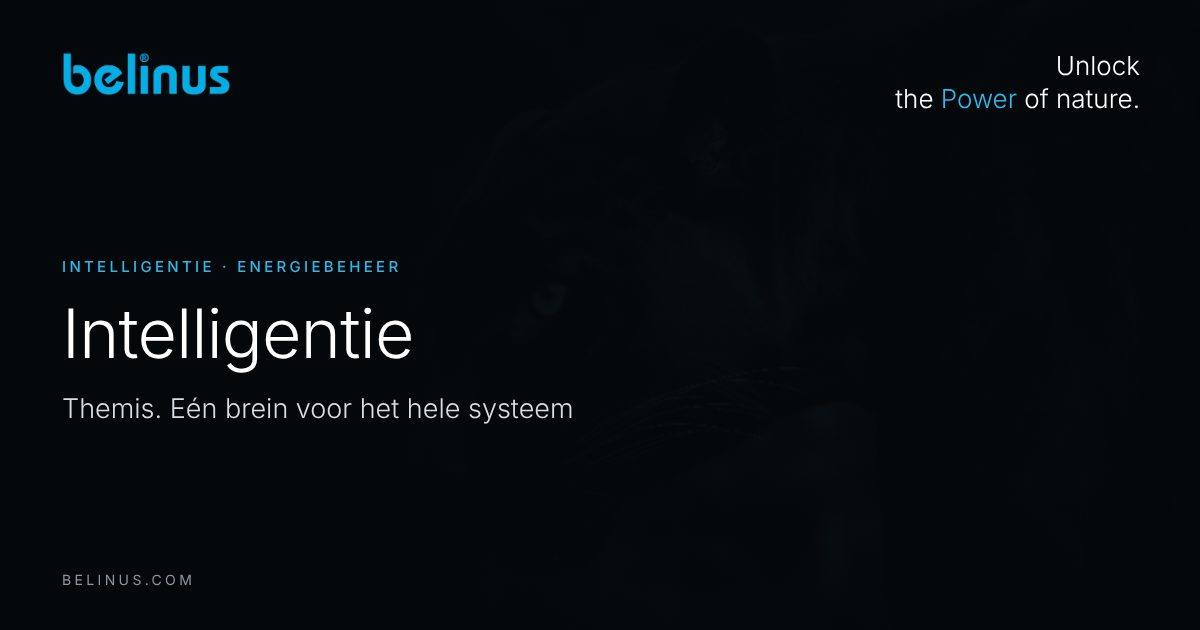 belinus®
Unlock
the Power of nature.
INTELLIGENTIE · ENERGIEBEHEER
Intelligentie
Themis. Eén brein voor het hele systeem
BELINUS.COM